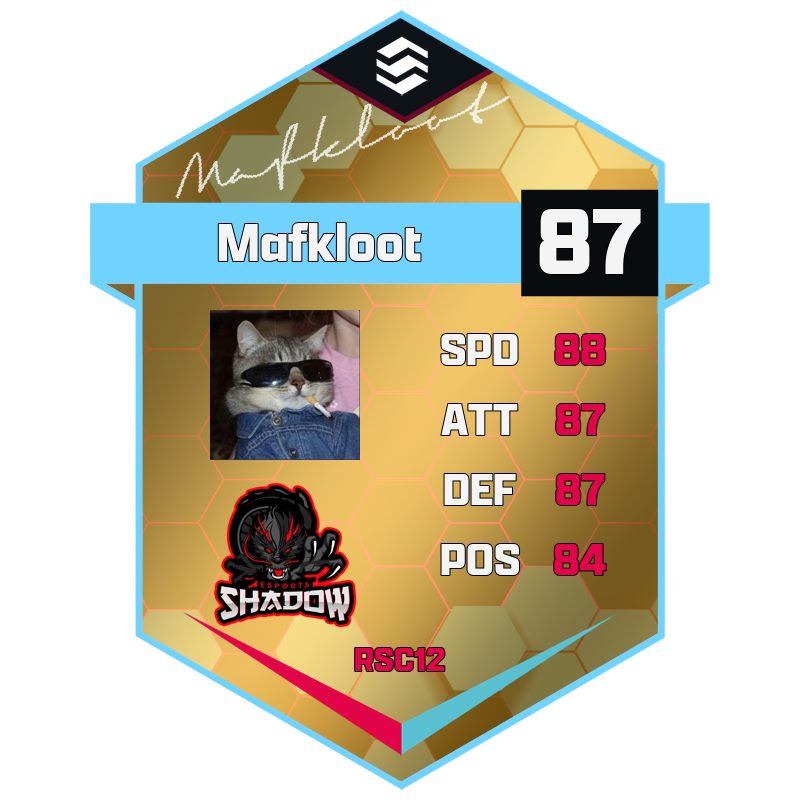 Mafkloot
Mafkloot
87
SPD 88
ATT 87
DEF 87
POS 84
ESPORTS
SHADOW
RSC12